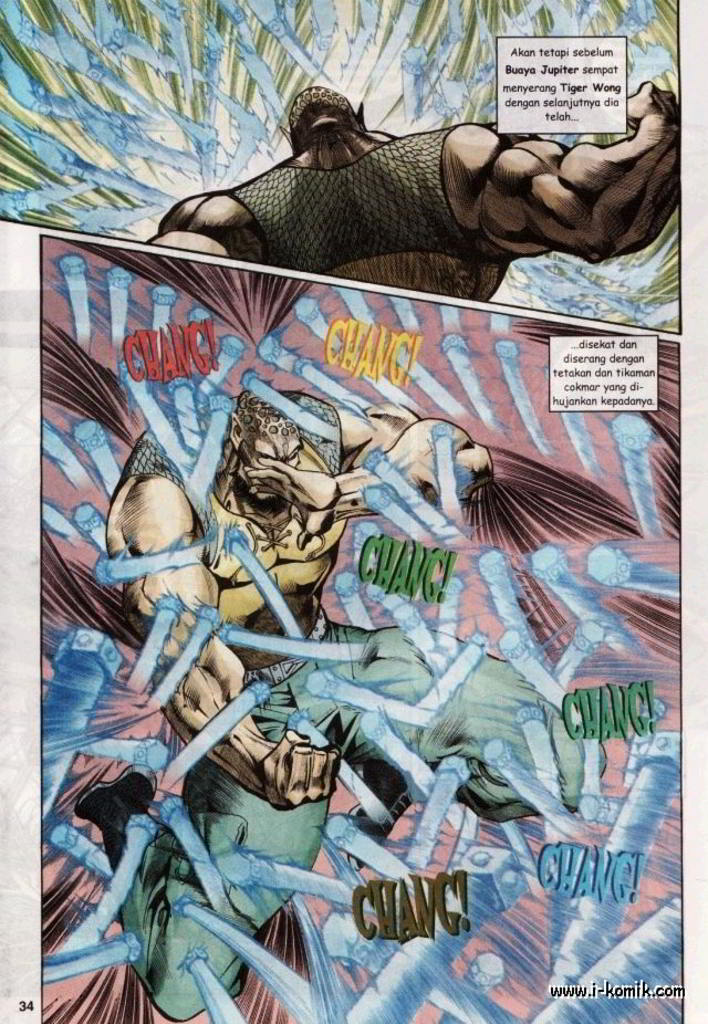 Akan tetapi sebelum
Buaya Jupiter sempat
menyerang Tiger Wong
dengan selanjutnya dia
telah...
...disekat dan
diserang dengan
tetakan dan tikaman
cokmar yang di-
hujankan kepadanya.
CHANG!
CHANG!
CHANG!
CHANG!
CHANG!
CHANG!
34
www.i-komik.com